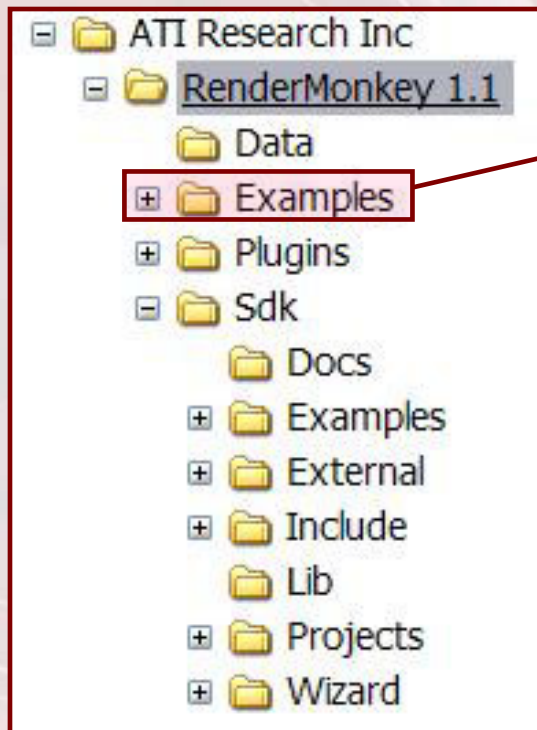 ATI Research Inc
RenderMonkey 1.1
Data
Examples
Plugins
Sdk
Docs
Examples
External
Include
Lib
Projects
Wizard